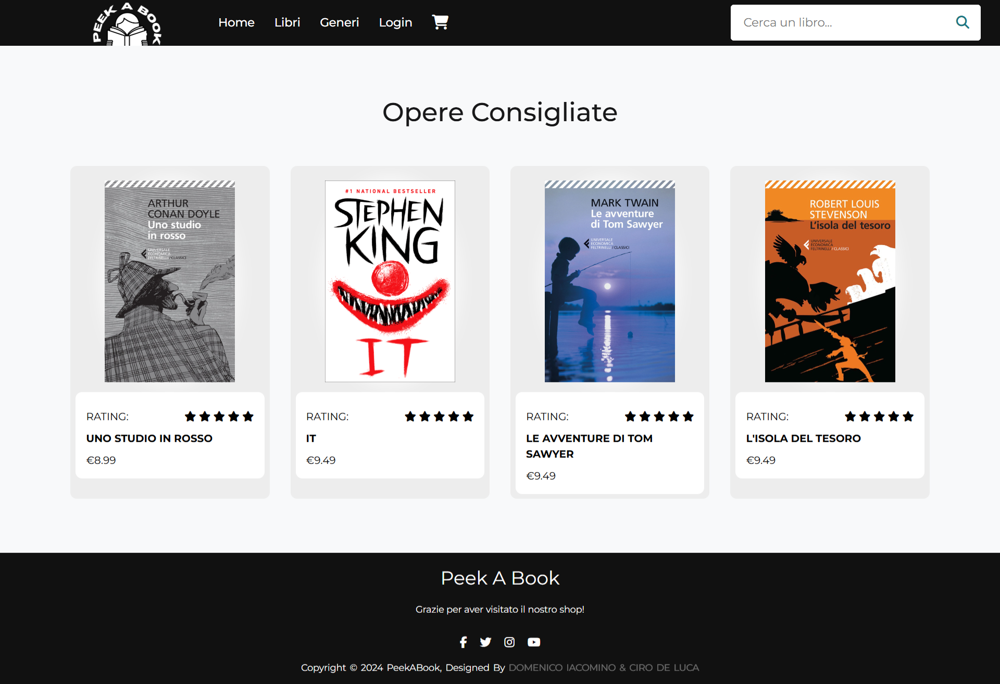 PEEK A BOOK
Home
Libri
Generi
Login
Cerca un libro...
Opere Consigliate
ARTHUR
CONAN DOYLE
Uno studio
in rosso
UNIVERSALE
ECONOMICA
FELTRINELLI / CLASSICI
RATING:
UNO STUDIO IN ROSSO
€8.99
#1 NATIONAL BESTSELLER
STEPHEN
KING
IT
RATING:
IT
€9.49
MARK TWAIN
Le avventure
di Tom Sawyer
UNIVERSALE
ECONOMICA
FELTRINELLI / CLASSICI
RATING:
LE AVVENTURE DI TOM
SAWYER
€9.49
ROBERT LOUIS
STEVENSON
L'isola del tesoro
UNIVERSALE
ECONOMICA
FELTRINELLI / CLASSICI
RATING:
L'ISOLA DEL TESORO
€9.49
Peek A Book
Grazie per aver visitato il nostro shop!
Copyright © 2024 PeekABook, Designed By DOMENICO IACOMINO & CIRO DE LUCA